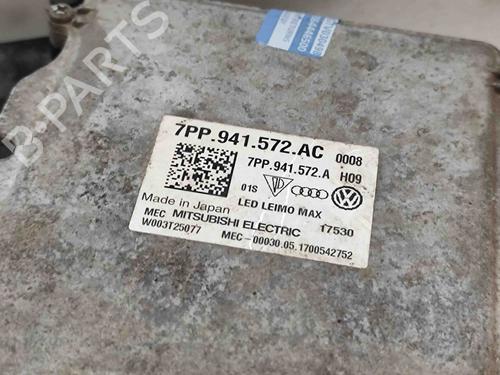 B-PARTS
7PP.941.572.AC 0008
7PP.941.572.A H09
01S
LED LEIMO MAX
Made in Japan
MEC MITSUBISHI ELECTRIC 17530
W003T25077 MEC-00030.05.1700542752